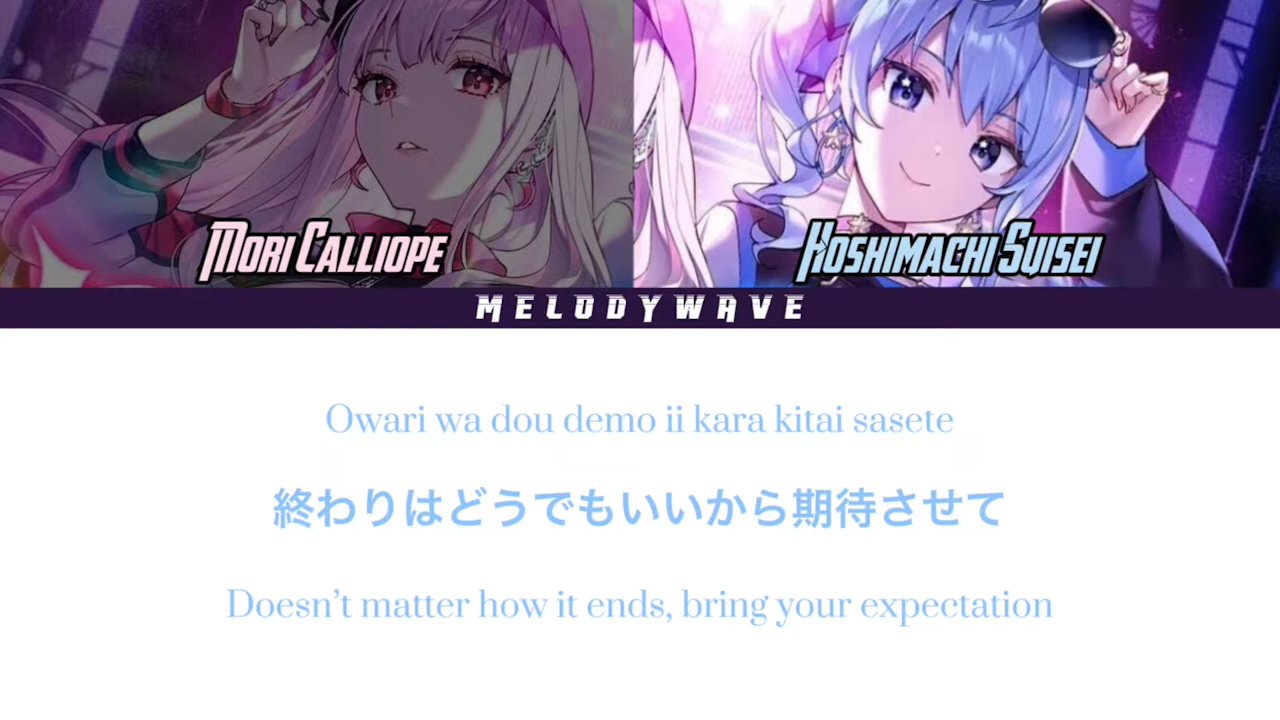 MORI CALLIOPE
HOSHIMACHI SUISEI
MELODYWAVE
Owari wa dou demo ii kara kitai sasete
終わりはどうでもいいから期待させて
Doesn’t matter how it ends, bring your expectation